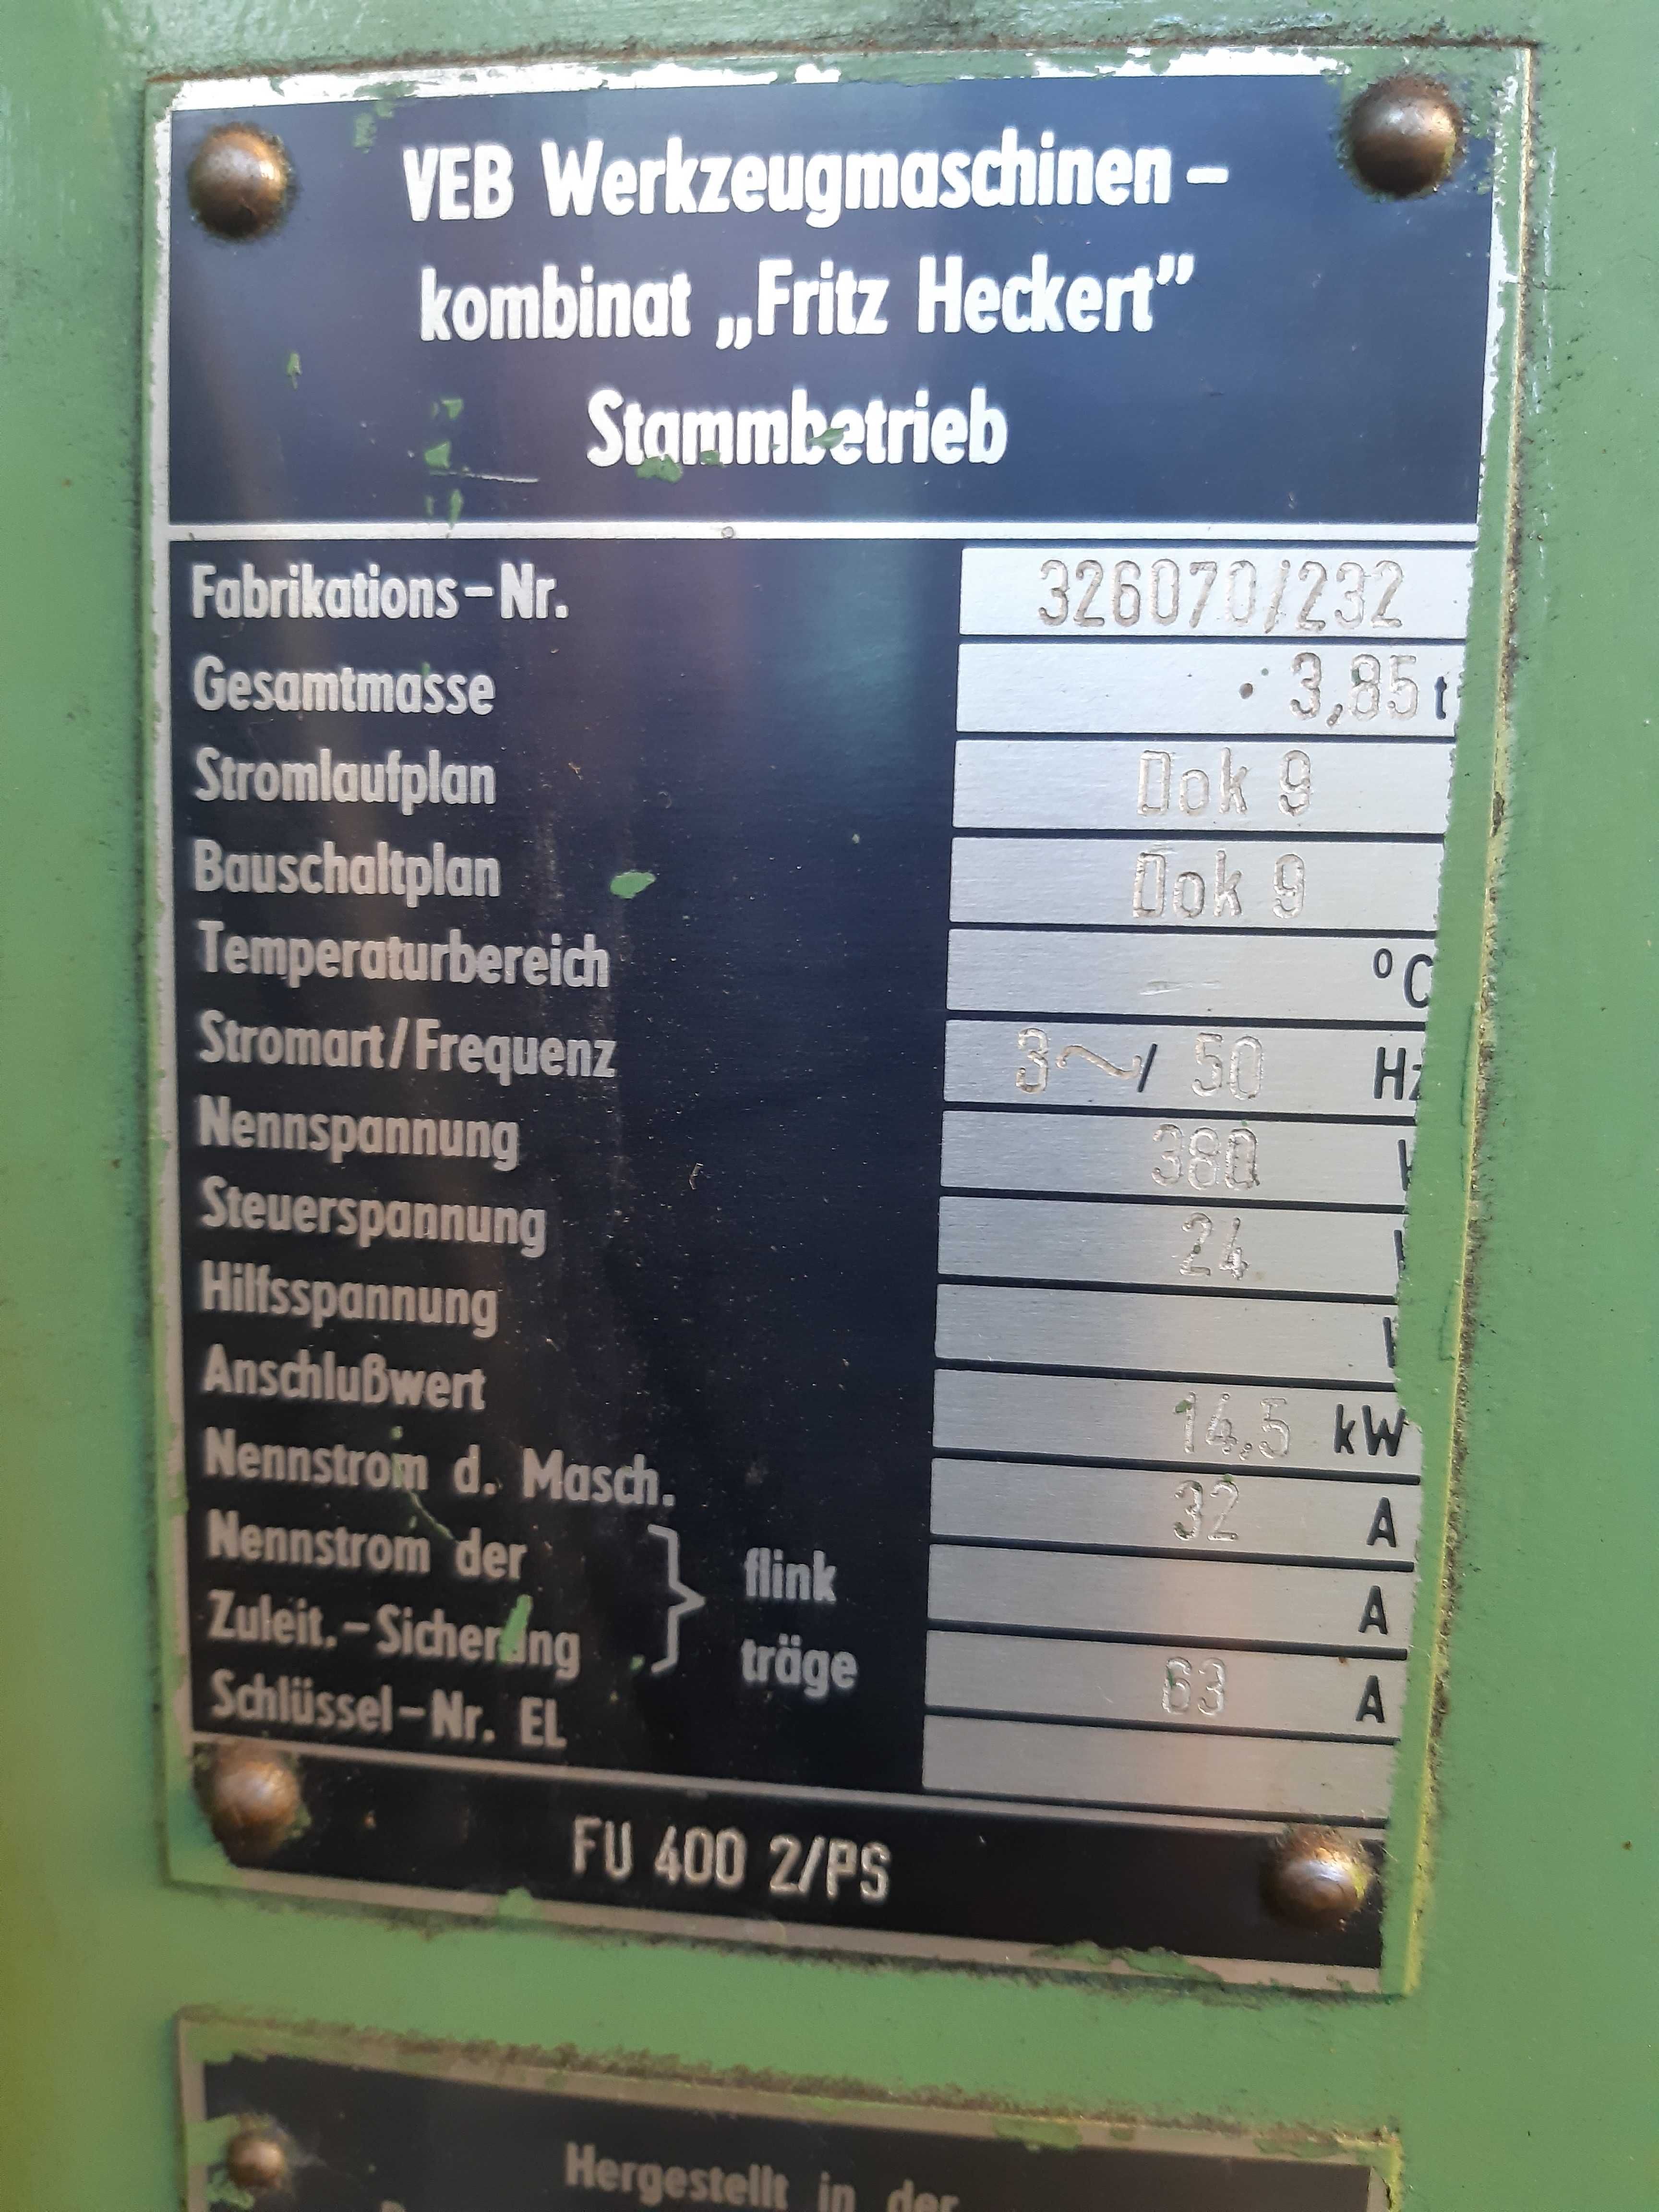 VEB Werkzeugmaschinen-
kombinat „Fritz Heckert”
Stammbetrieb
Fabrikations-Nr. 326070/232
Gesamtmasse 3,85 t
Stromlaufplan Dok 9
Bauschaltplan Dok 9
Temperaturbereich °C
Stromart/Frequenz 3~/ 50 Hz
Nennspannung 380 V
Steuerspannung 24 V
Hilfsspannung V
Anschlußwert 14,5 kW
Nennstrom d. Masch. 32 A
Nennstrom der flink A
Zuleit.-Sicherung träge 63 A
Schlüssel-Nr. EL
FU 400 2/PS
Hergestellt in der